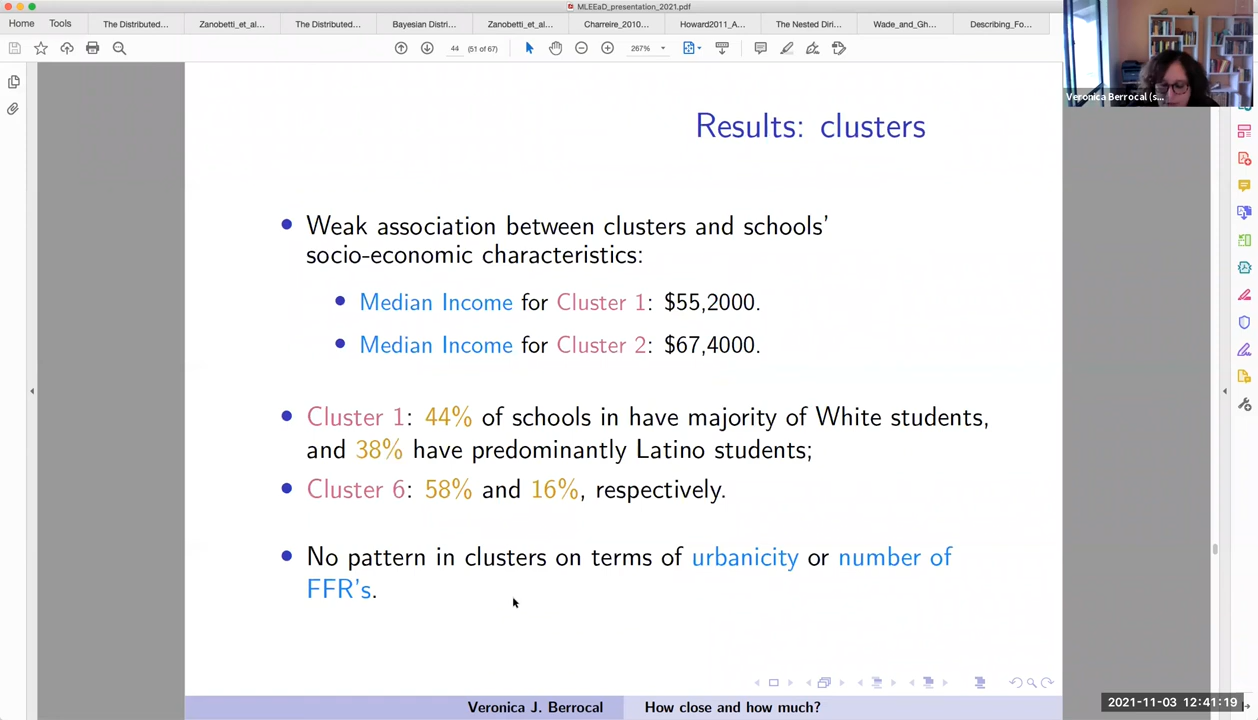 MLEEaD_presentation_2021.pdf
Home Tools The Distributed... Zanobetti_et_al... The Distributed... Bayesian Distri... Zanobetti_et_al... Charreire_2010... Howard2011_A... The Nested Diri... Wade_and_Gh... Describing_Fo...
44 (51 of 67) 267%
Veronica Berrocal (s...
Results: clusters
Weak association between clusters and schools'
socio-economic characteristics:
Median Income for Cluster 1: $55,2000.
Median Income for Cluster 2: $67,4000.
Cluster 1: 44% of schools in have majority of White students,
and 38% have predominantly Latino students;
Cluster 6: 58% and 16%, respectively.
No pattern in clusters on terms of urbanicity or number of
FFR's.
Veronica J. Berrocal How close and how much?
2021-11-03 12:41:19